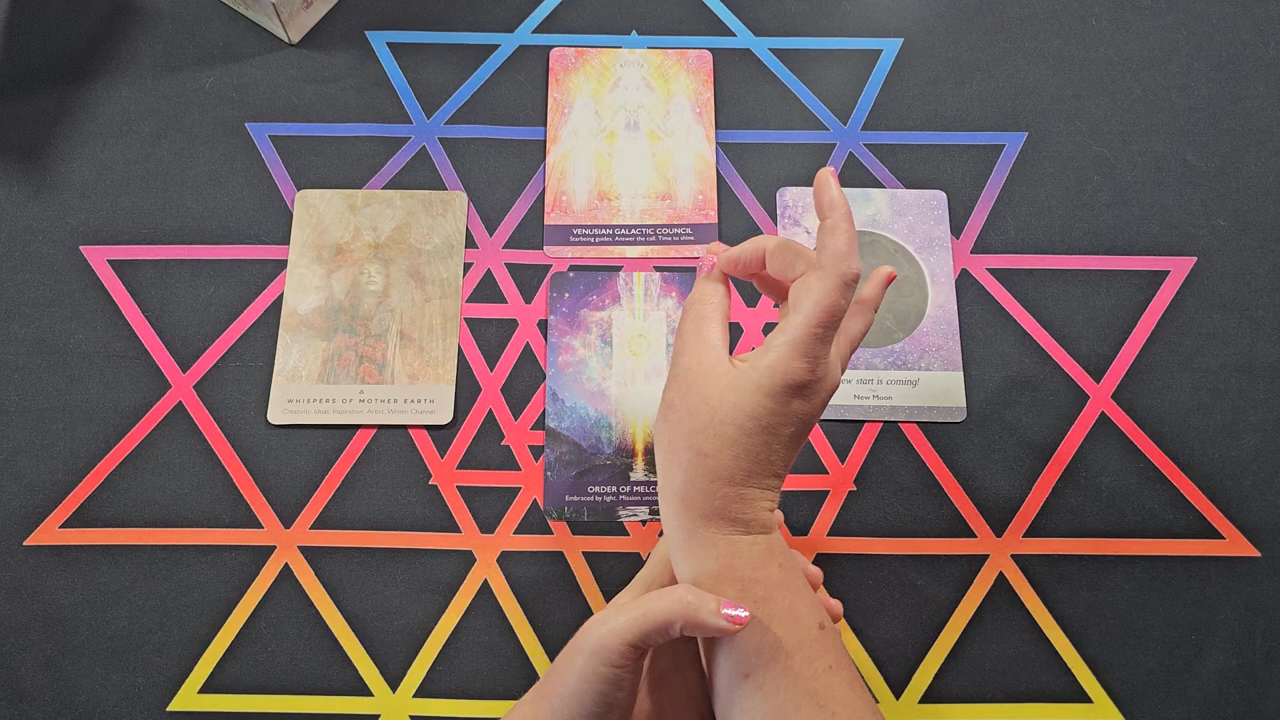 VENUSIAN GALACTIC COUNCIL
Starbeing guides. Answer the call. Time to shine.
WHISPERS OF MOTHER EARTH
Creativity. Ideas. Inspiration. Artist. Writer. Channel.
ew start is coming!
New Moon
ORDER OF MELC
Embraced by light. Mission